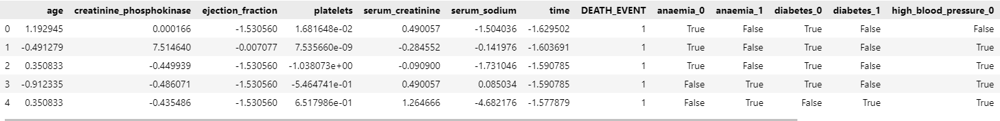 age creatinine_phosphokinase ejection_fraction platelets serum_creatinine serum_sodium time DEATH_EVENT anaemia_0 anaemia_1 diabetes_0 diabetes_1 high_blood_pressure_0
0 1.192945 0.000166 -1.530560 1.681648e-02 0.490057 -1.504036 -1.629502 1 True False True False False
1 -0.491279 7.514640 -0.007077 7.535660e-09 -0.284552 -0.141976 -1.603691 1 True False True False True
2 0.350833 -0.449939 -1.530560 -1.038073e+00 -0.090900 -1.731046 -1.590785 1 True False True False True
3 -0.912335 -0.486071 -1.530560 -5.464741e-01 0.490057 0.085034 -1.590785 1 False True True False True
4 0.350833 -0.435486 -1.530560 6.517986e-01 1.264666 -4.682176 -1.577879 1 False True False True True